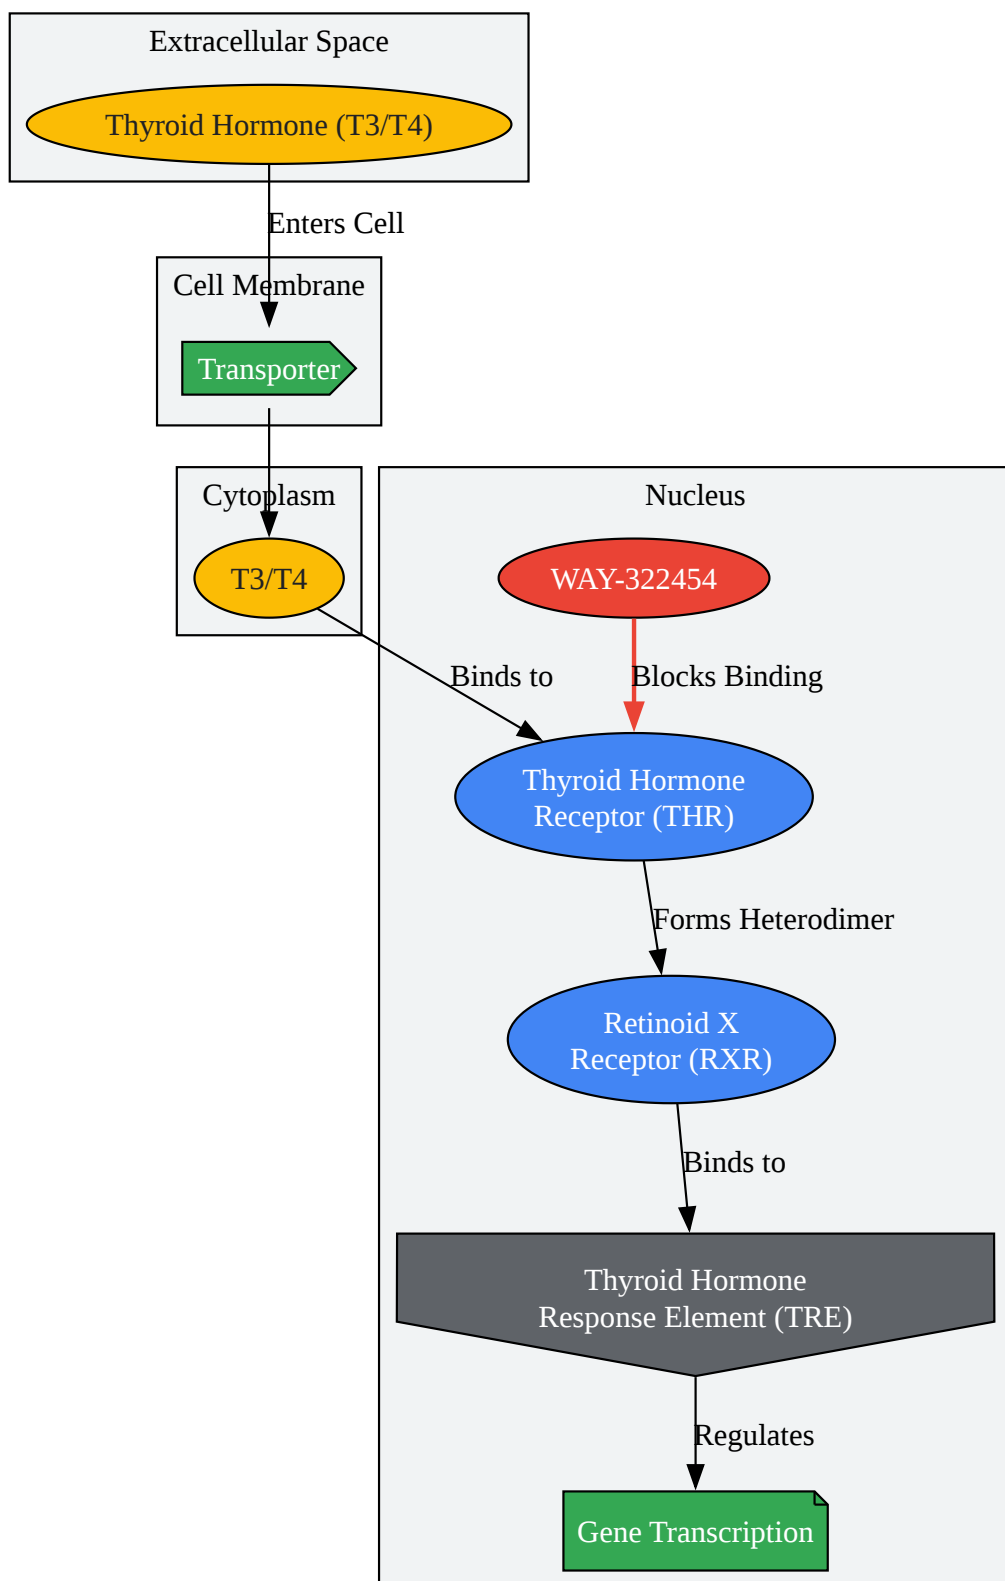 Extracellular Space
Thyroid Hormone (T3/T4)
Enters Cell
Cell Membrane
Transporter
Cytoplasm
T3/T4
Nucleus
WAY-322454
Binds to
Blocks Binding
Thyroid Hormone
Receptor (THR)
Forms Heterodimer
Retinoid X
Receptor (RXR)
Binds to
Thyroid Hormone
Response Element (TRE)
Regulates
Gene Transcription